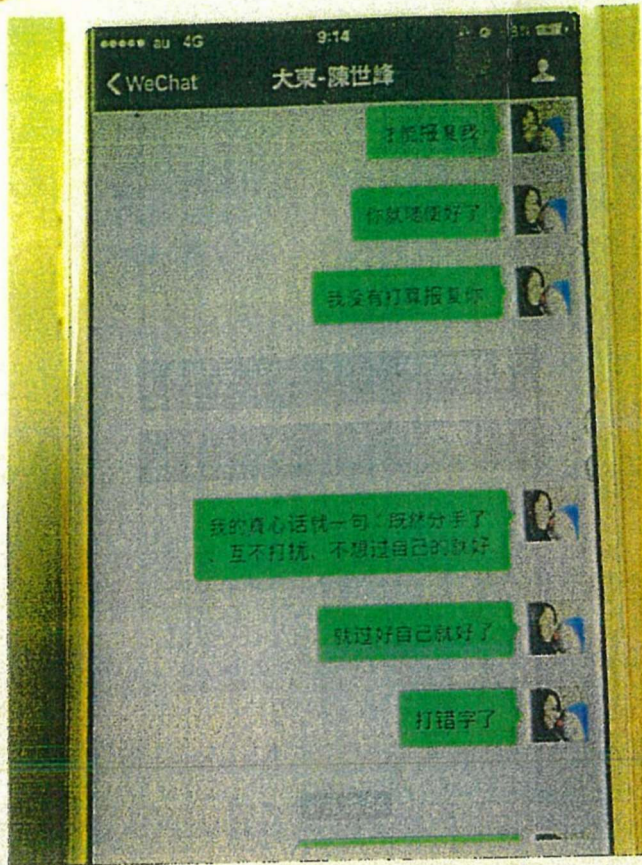 au 4G
9:14
WeChat
大東-陳世峰
你就随便好了
我没有打算报复你
我的真心话就一句：既然分手了
、互不打扰、不想过自己的就好
就过好自己就好了
打错字了